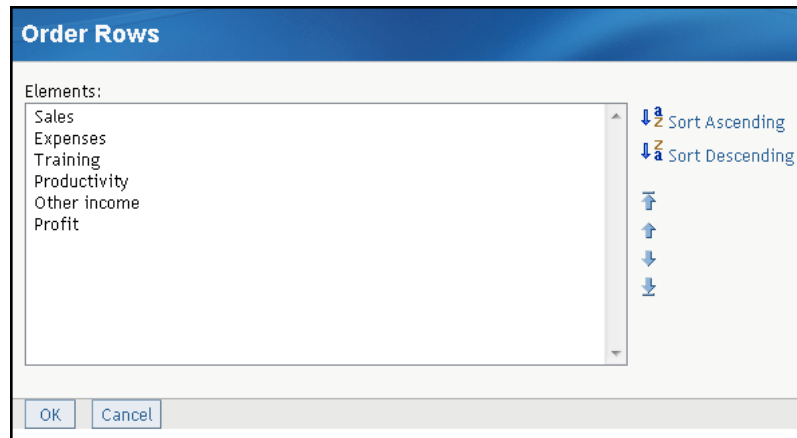 Order Rows
Elements:
Sales
Expenses
Training
Productivity
Other income
Profit
a
z Sort Ascending
z
a Sort Descending
OK Cancel